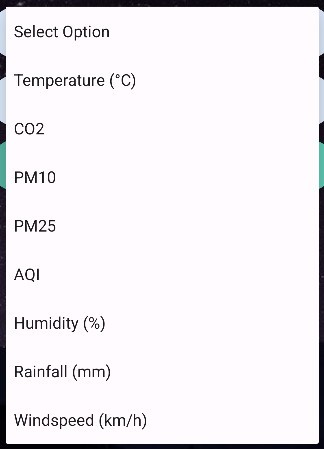 Select Option
Temperature (°C)
CO2
PM10
PM25
AQI
Humidity (%)
Rainfall (mm)
Windspeed (km/h)